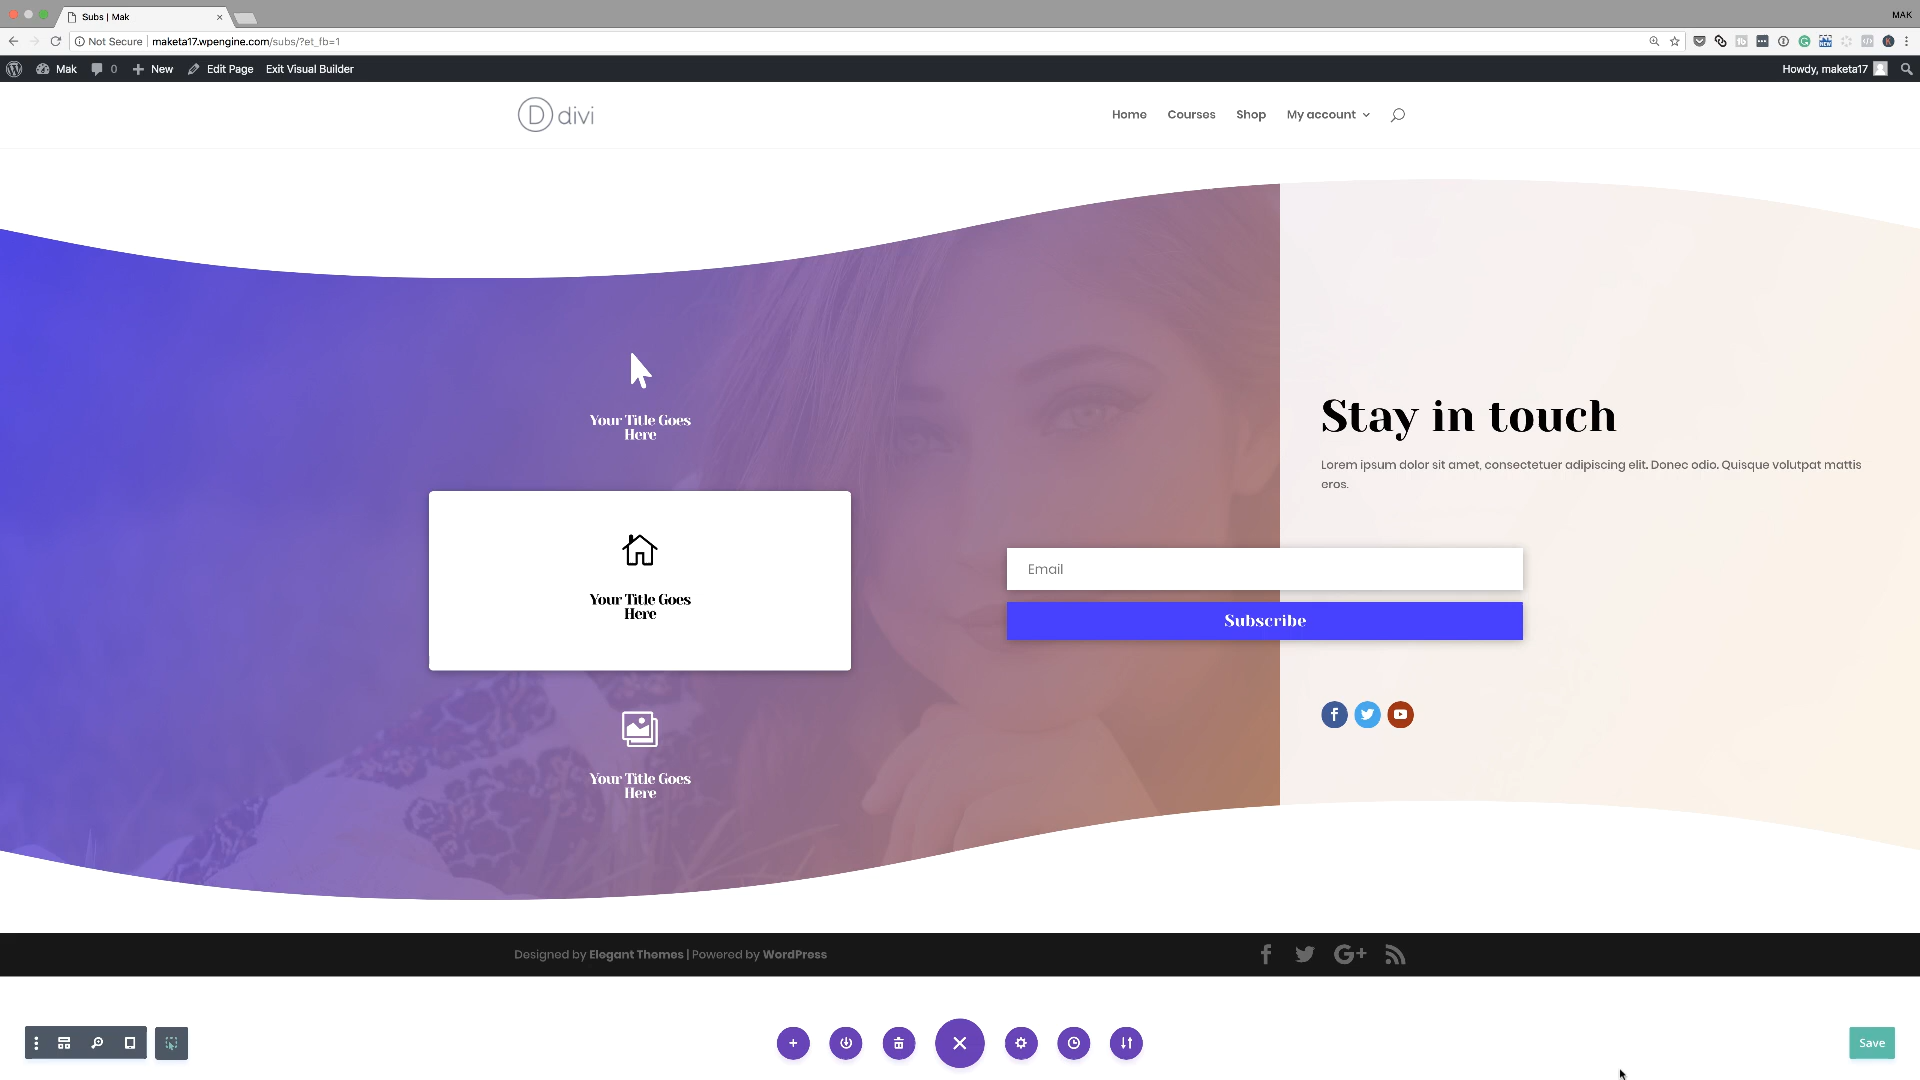 MAK
Subs | Mak
Not Secure
maketa17.wpengine.com/subs/?et_fb=1
Mak
0
New
Edit Page
Exit Visual Builder
Howdy, maketa17
D divi
Home
Courses
Shop
My account
Your Title Goes
Here
Stay in touch
Lorem ipsum dolor sit amet, consectetuer adipiscing elit. Donec odio. Quisque volutpat mattis
eros.
Your Title Goes
Here
Email
Subscribe
Your Title Goes
Here
Designed by Elegant Themes | Powered by WordPress
Save